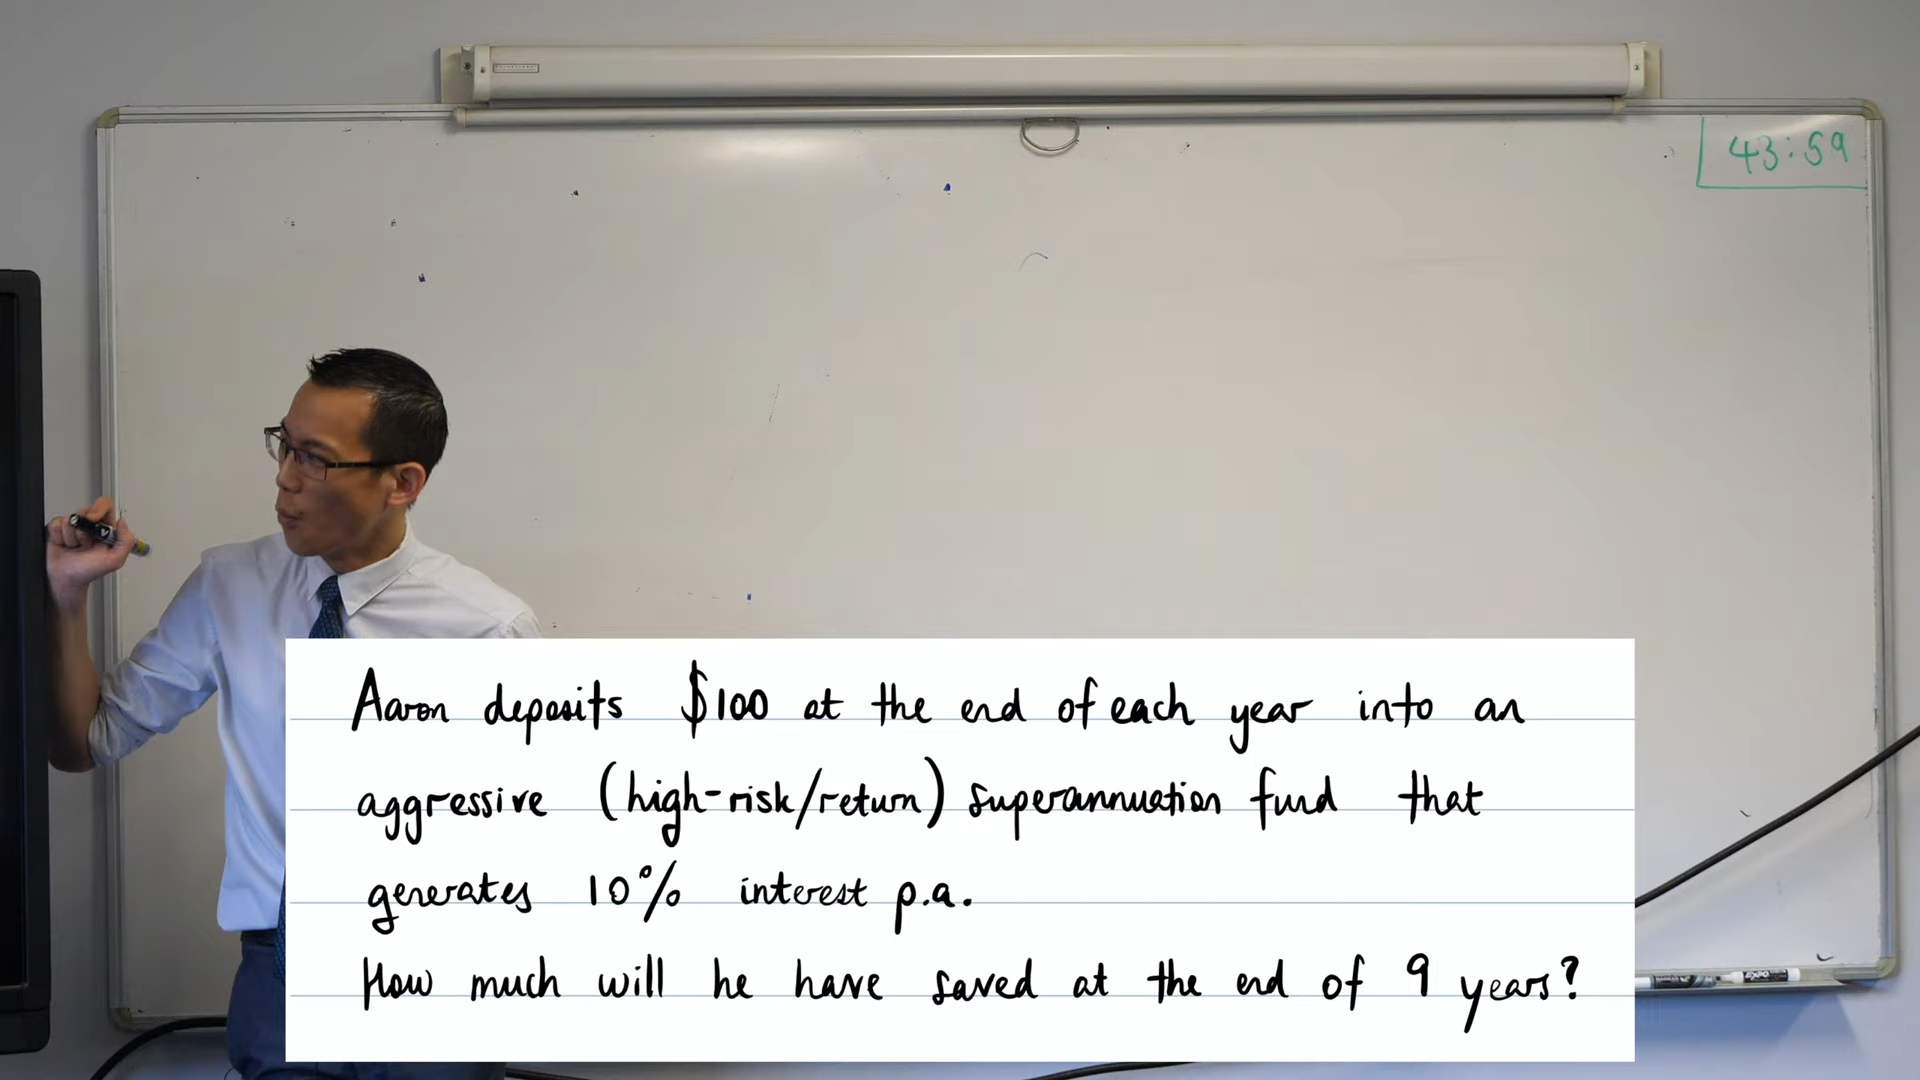 43:59
Aaron deposits $100 at the end of each year into an
aggressive (high-risk/return) superannuation fund that
generates 10% interest p.a.
How much will he have saved at the end of 9 years?
EXPO